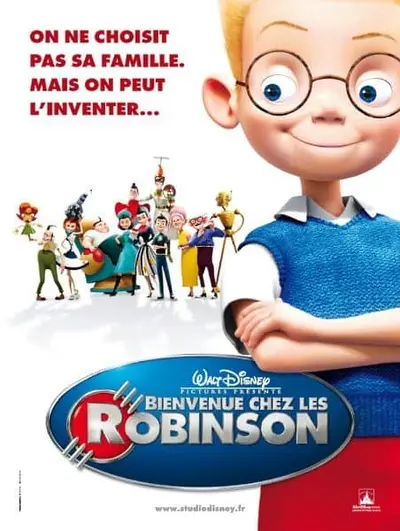 ON NE CHOISIT
PAS SA FAMILLE.
MAIS ON PEUT
L'INVENTER...
WALT DISNEY
PICTURES PRÉSENTE
BIENVENUE CHEZ LES
ROBINSON
www.studiodisney.fr